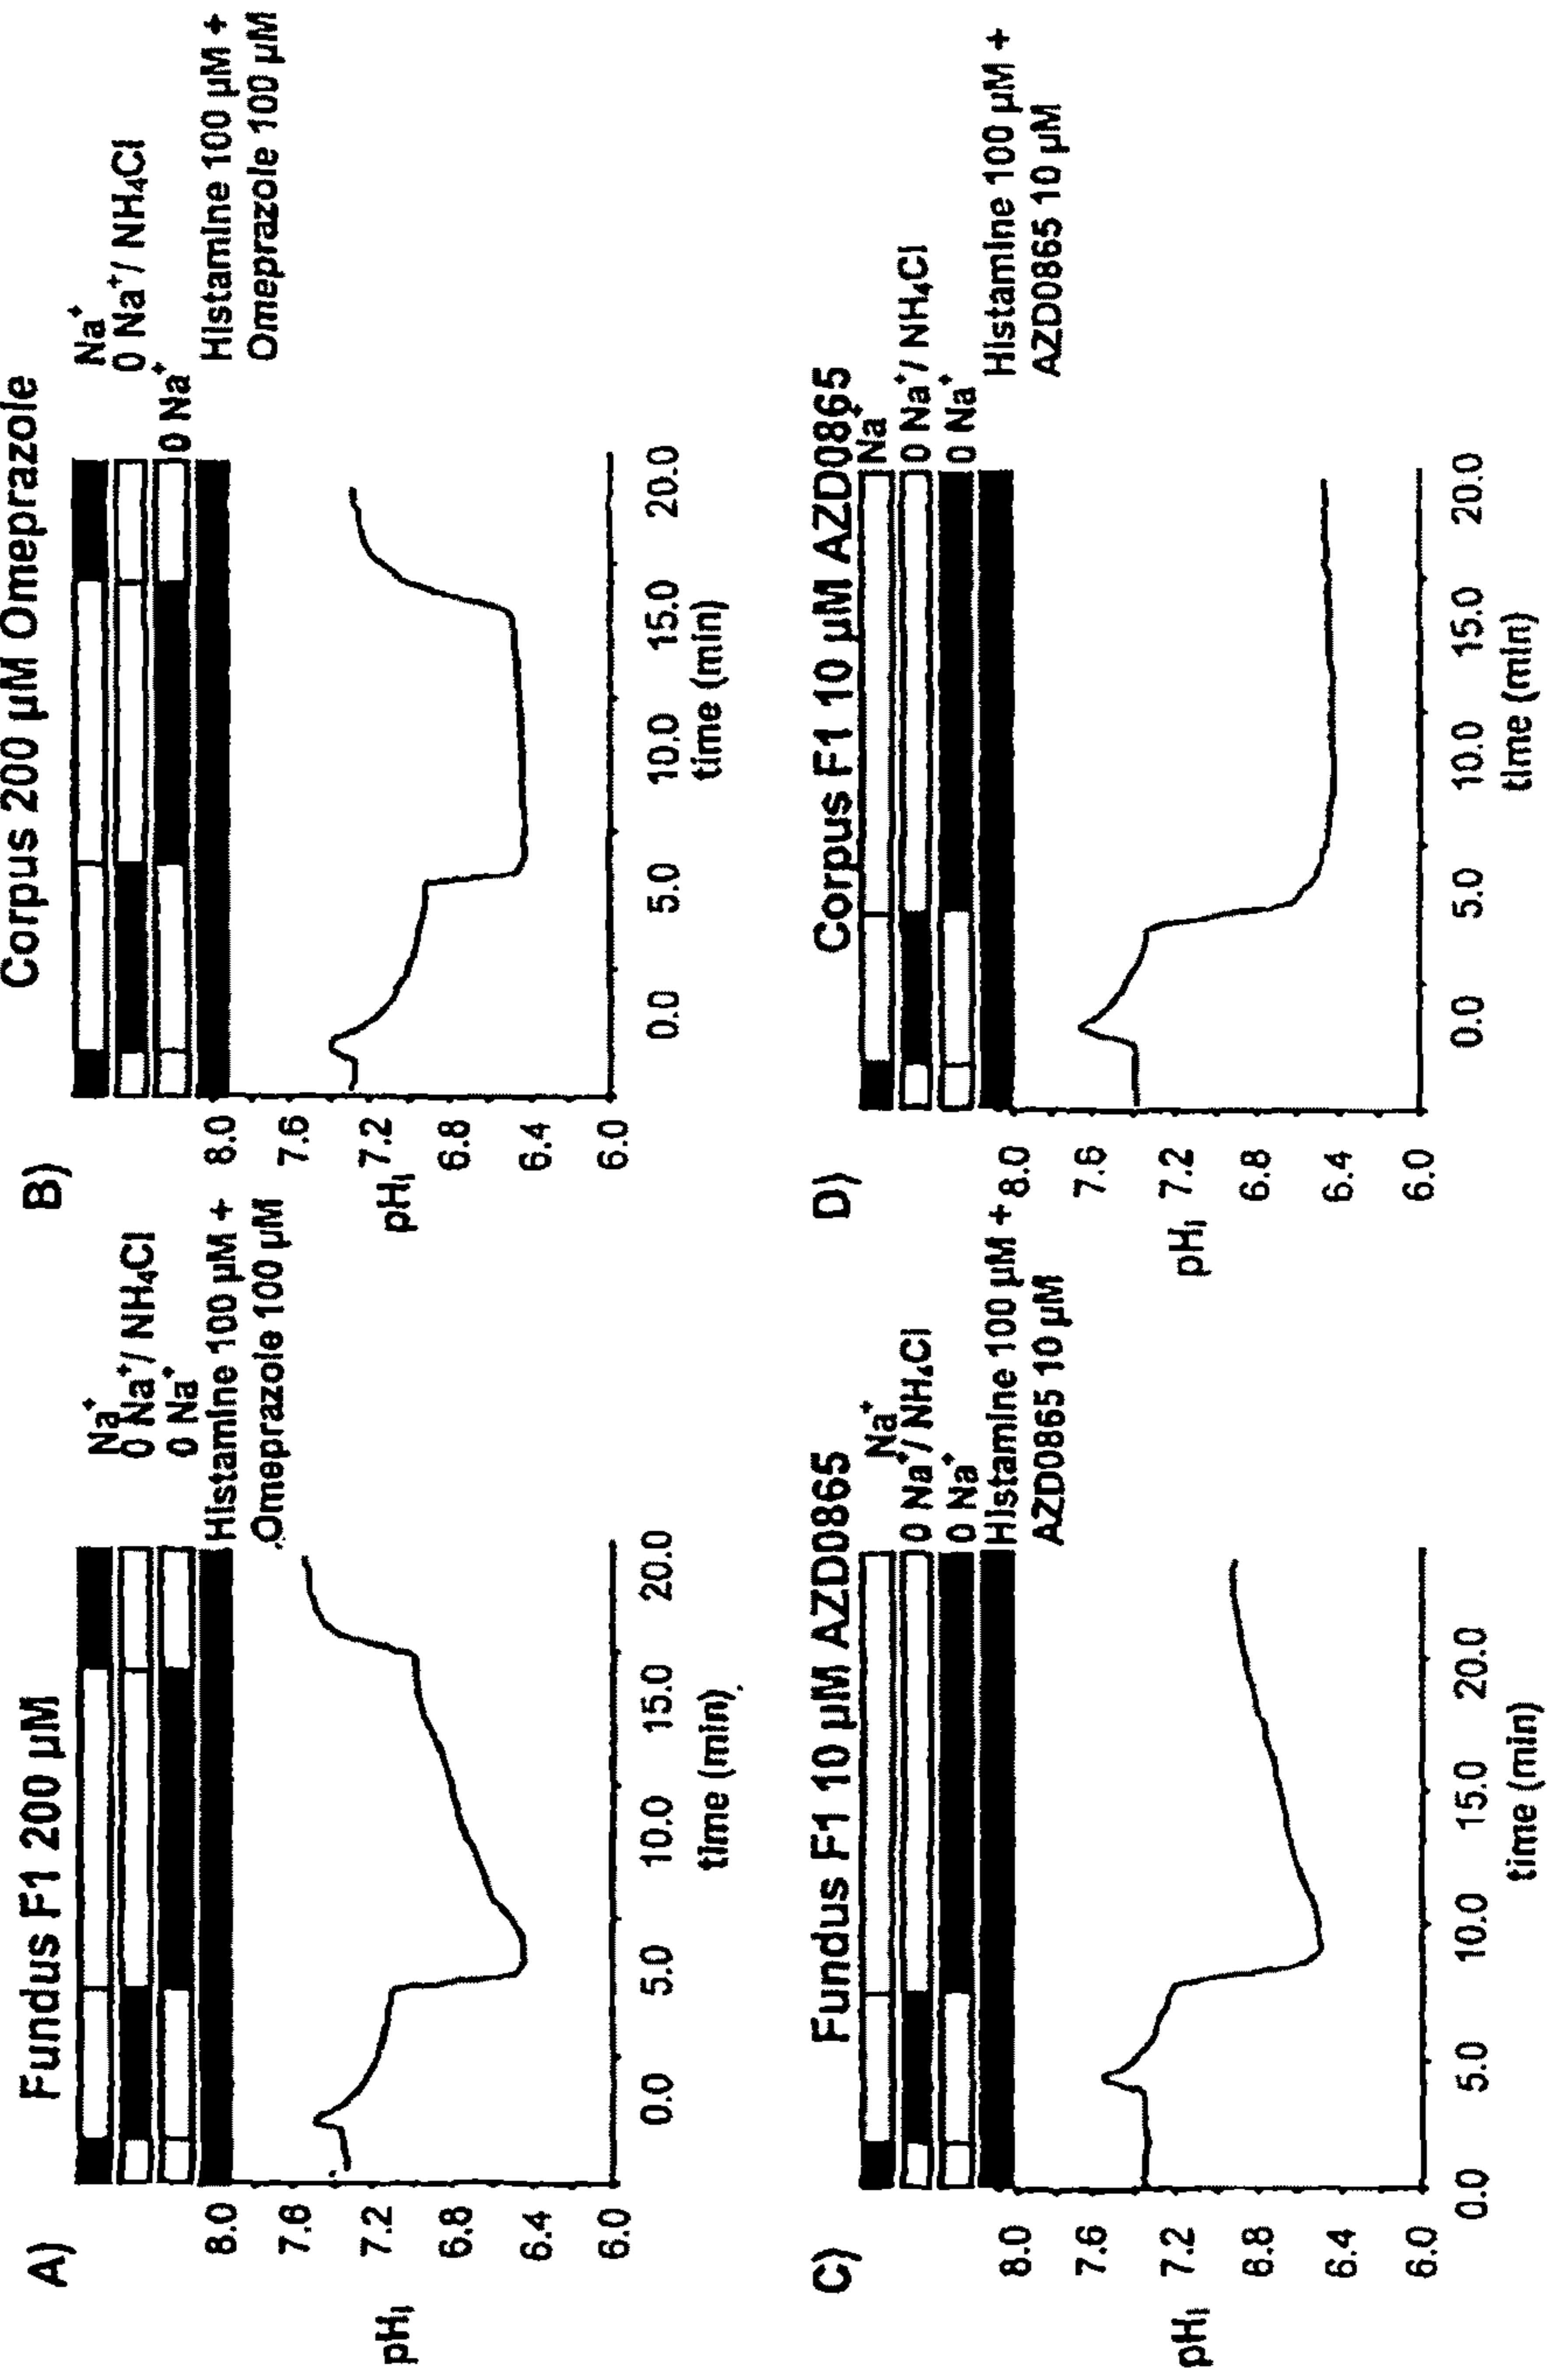 A)
Fundus F1 200 µM
Na⁺
0 Na⁺/ NH₄Cl
0 Na⁺
Histamine 100 µM +
Omeprazole 100 µM
pHᵢ
8.0
7.6
7.2
6.8
6.4
6.0
0.0 5.0 10.0 15.0 20.0
time (min)
B)
Corpus 200 µM Omeprazole
Na⁺
0 Na⁺/ NH₄Cl
0 Na⁺
Histamine 100 µM +
Omeprazole 100 µM
pHᵢ
8.0
7.6
7.2
6.8
6.4
6.0
0.0 5.0 10.0 15.0 20.0
time (min)
C)
Fundus F1 10 µM AZD0865
Na⁺
0 Na⁺/ NH₄Cl
0 Na⁺
Histamine 100 µM +
AZD0865 10 µM
pHᵢ
8.0
7.6
7.2
6.8
6.4
6.0
0.0 5.0 10.0 15.0 20.0
time (min)
D)
Corpus F1 10 µM AZD0865
Na⁺
0 Na⁺/ NH₄Cl
0 Na⁺
Histamine 100 µM +
AZD0865 10 µM
pHᵢ
8.0
7.6
7.2
6.8
6.4
6.0
0.0 5.0 10.0 15.0 20.0
time (min)